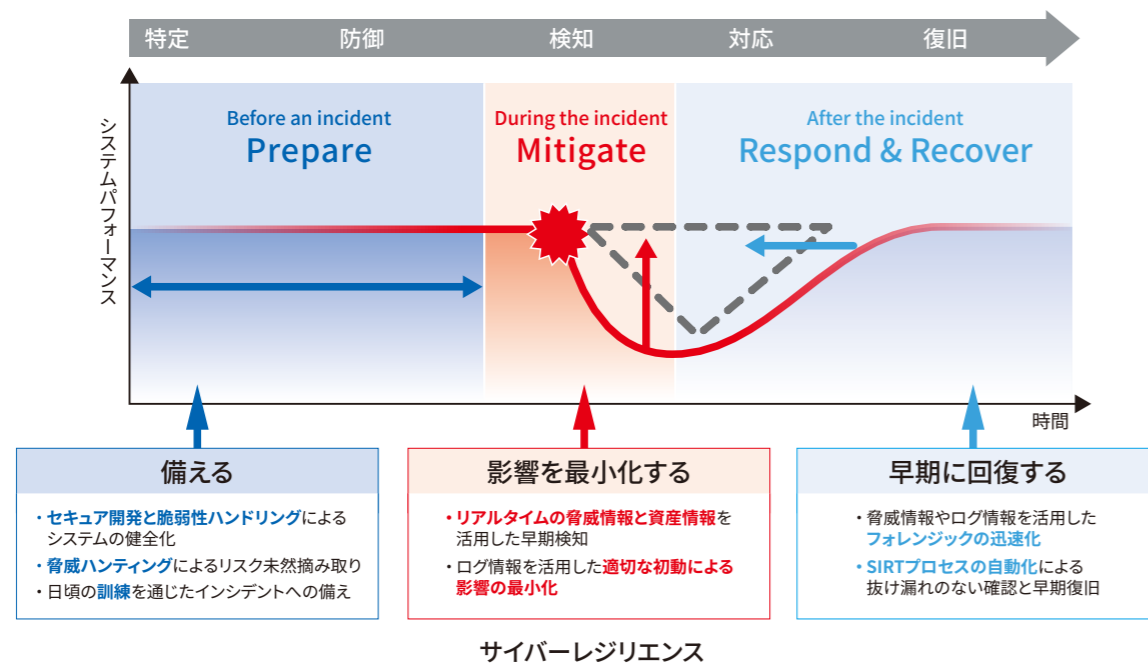 特定 防御 検知 対応 復旧
システムパフォーマンス
Before an incident
Prepare
During the incident
Mitigate
After the incident
Respond & Recover
時間
備える
・セキュア開発と脆弱性ハンドリングによる
システムの健全化
・脅威ハンティングによるリスク未然摘み取り
・日頃の訓練を通じたインシデントへの備え
影響を最小化する
・リアルタイムの脅威情報と資産情報を
活用した早期検知
・ログ情報を活用した適切な初動による
影響の最小化
早期に回復する
・脅威情報やログ情報を活用した
フォレンジックの迅速化
・SIRTプロセスの自動化による
抜け漏れのない確認と早期復旧
サイバーレジリエンス